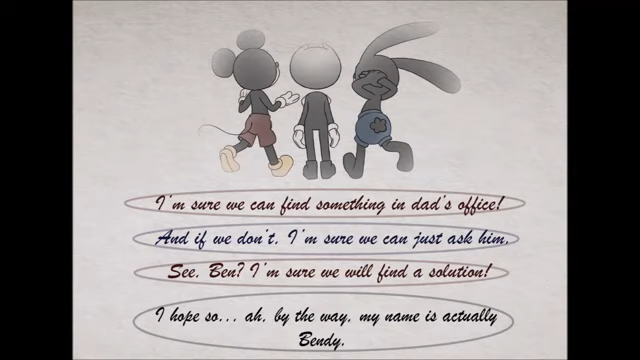 I'm sure we can find something in dad's office!
And if we don't, I'm sure we can just ask him.
See, Ben? I'm sure we will find a solution!
I hope so... ah, by the way, my name is actually
Bendy.